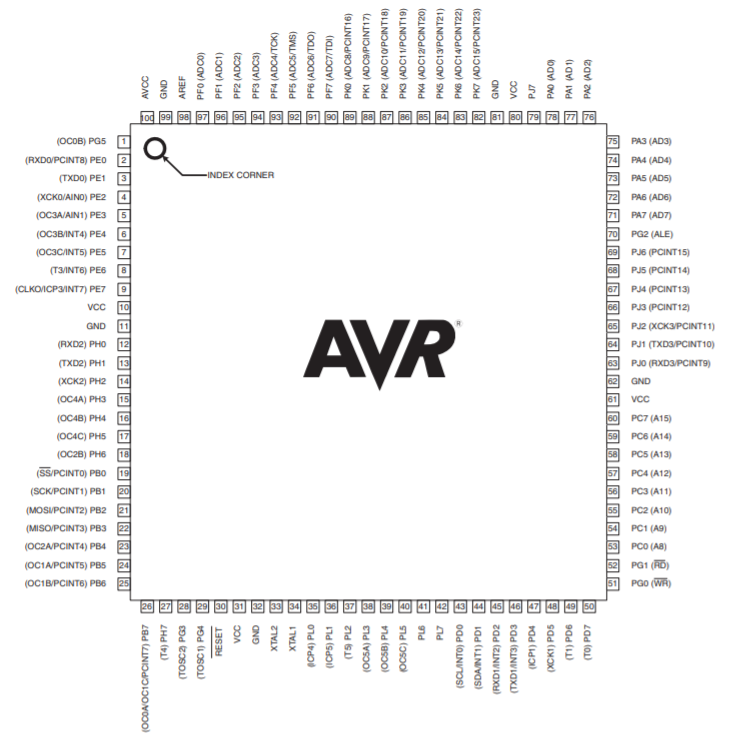 AVCC
GND
AREF
PF0 (ADC0)
PF1 (ADC1)
PF2 (ADC2)
PF3 (ADC3)
PF4 (ADC4/TCK)
PF5 (ADC5/TMS)
PF6 (ADC6/TDO)
PF7 (ADC7/TDI)
PK0 (ADC8/PCINT16)
PK1 (ADC9/PCINT17)
PK2 (ADC10/PCINT18)
PK3 (ADC11/PCINT19)
PK4 (ADC12/PCINT20)
PK5 (ADC13/PCINT21)
PK6 (ADC14/PCINT22)
PK7 (ADC15/PCINT23)
GND
VCC
PJ7
PA0 (AD0)
PA1 (AD1)
PA2 (AD2)
100 99 98 97 96 95 94 93 92 91 90 89 88 87 86 85 84 83 82 81 80 79 78 77 76
(OC0B) PG5 1
(RXD0/PCINT8) PE0 2
(TXD0) PE1 3
(XCK0/AIN0) PE2 4
(OC3A/AIN1) PE3 5
(OC3B/INT4) PE4 6
(OC3C/INT5) PE5 7
(T3/INT6) PE6 8
(CLKO/ICP3/INT7) PE7 9
VCC 10
GND 11
(RXD2) PH0 12
(TXD2) PH1 13
(XCK2) PH2 14
(OC4A) PH3 15
(OC4B) PH4 16
(OC4C) PH5 17
(OC2B) PH6 18
(SS/PCINT0) PB0 19
(SCK/PCINT1) PB1 20
(MOSI/PCINT2) PB2 21
(MISO/PCINT3) PB3 22
(OC2A/PCINT4) PB4 23
(OC1A/PCINT5) PB5 24
(OC1B/PCINT6) PB6 25
INDEX CORNER
AVR®
75 PA3 (AD3)
74 PA4 (AD4)
73 PA5 (AD5)
72 PA6 (AD6)
71 PA7 (AD7)
70 PG2 (ALE)
69 PJ6 (PCINT15)
68 PJ5 (PCINT14)
67 PJ4 (PCINT13)
66 PJ3 (PCINT12)
65 PJ2 (XCK3/PCINT11)
64 PJ1 (TXD3/PCINT10)
63 PJ0 (RXD3/PCINT9)
62 GND
61 VCC
60 PC7 (A15)
59 PC6 (A14)
58 PC5 (A13)
57 PC4 (A12)
56 PC3 (A11)
55 PC2 (A10)
54 PC1 (A9)
53 PC0 (A8)
52 PG1 (RD)
51 PG0 (WR)
26 27 28 29 30 31 32 33 34 35 36 37 38 39 40 41 42 43 44 45 46 47 48 49 50
(OC0A/OC1C/PCINT7) PB7
(T4) PH7
(TOSC2) PG3
(TOSC1) PG4
RESET
VCC
GND
XTAL2
XTAL1
(ICP4) PL0
(ICP5) PL1
(T5) PL2
(OC5A) PL3
(OC5B) PL4
(OC5C) PL5
PL6
PL7
(SCL/INT0) PD0
(SDA/INT1) PD1
(RXD1/INT2) PD2
(TXD1/INT3) PD3
(ICP1) PD4
(XCK1) PD5
(T1) PD6
(T0) PD7